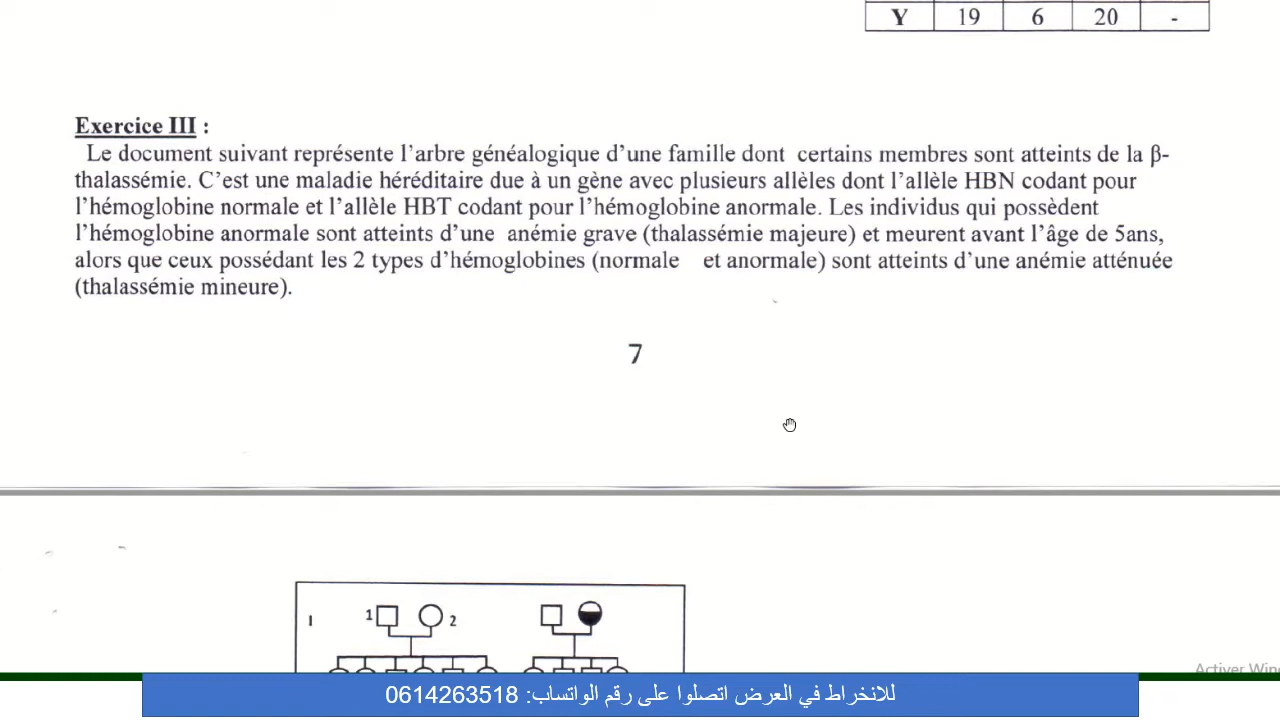 Y 19 6 20 -
Exercice III :
Le document suivant représente l'arbre généalogique d'une famille dont certains membres sont atteints de la β-
thalassémie. C'est une maladie héréditaire due à un gène avec plusieurs allèles dont l'allèle HBN codant pour
l'hémoglobine normale et l'allèle HBT codant pour l'hémoglobine anormale. Les individus qui possèdent
l'hémoglobine anormale sont atteints d'une anémie grave (thalassémie majeure) et meurent avant l'âge de 5ans,
alors que ceux possédant les 2 types d'hémoglobines (normale et anormale) sont atteints d'une anémie atténuée
(thalassémie mineure).
7
I 1 2
Activer Win
للانخراط في العرض اتصلوا على رقم الواتساب: 0614263518